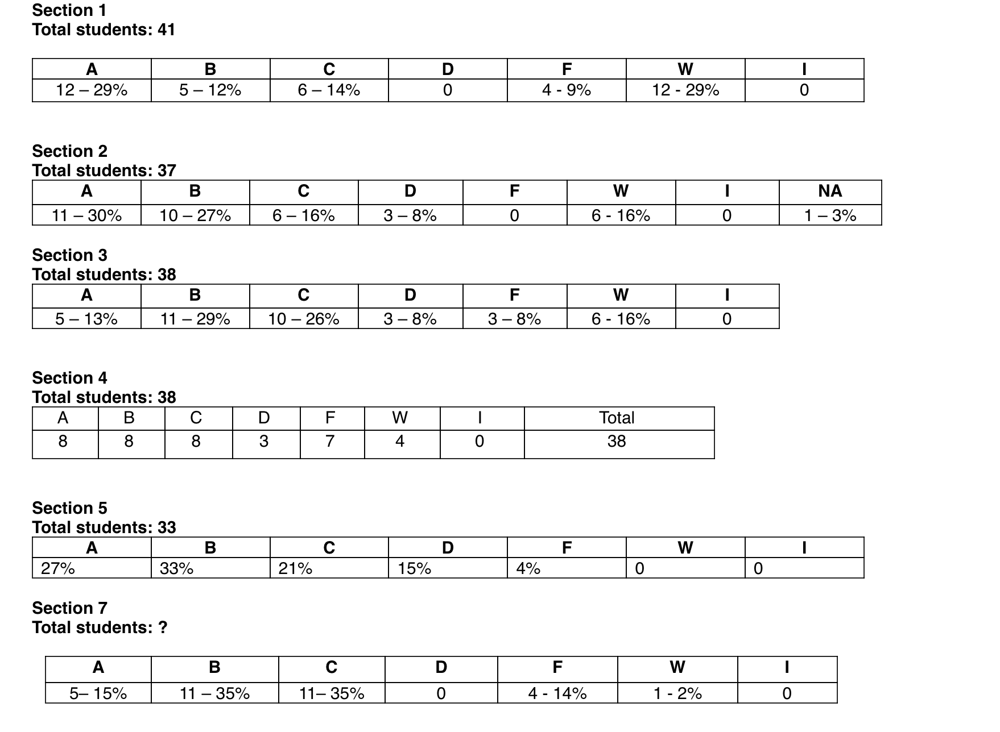 Section 1
Total students: 41
A B C D F W I
12 – 29% 5 – 12% 6 – 14% 0 4 - 9% 12 - 29% 0
Section 2
Total students: 37
A B C D F W I NA
11 – 30% 10 – 27% 6 – 16% 3 – 8% 0 6 - 16% 0 1 – 3%
Section 3
Total students: 38
A B C D F W I
5 – 13% 11 – 29% 10 – 26% 3 – 8% 3 – 8% 6 - 16% 0
Section 4
Total students: 38
A B C D F W I Total
8 8 8 3 7 4 0 38
Section 5
Total students: 33
A B C D F W I
27% 33% 21% 15% 4% 0 0
Section 7
Total students: ?
A B C D F W I
5– 15% 11 – 35% 11– 35% 0 4 - 14% 1 - 2% 0